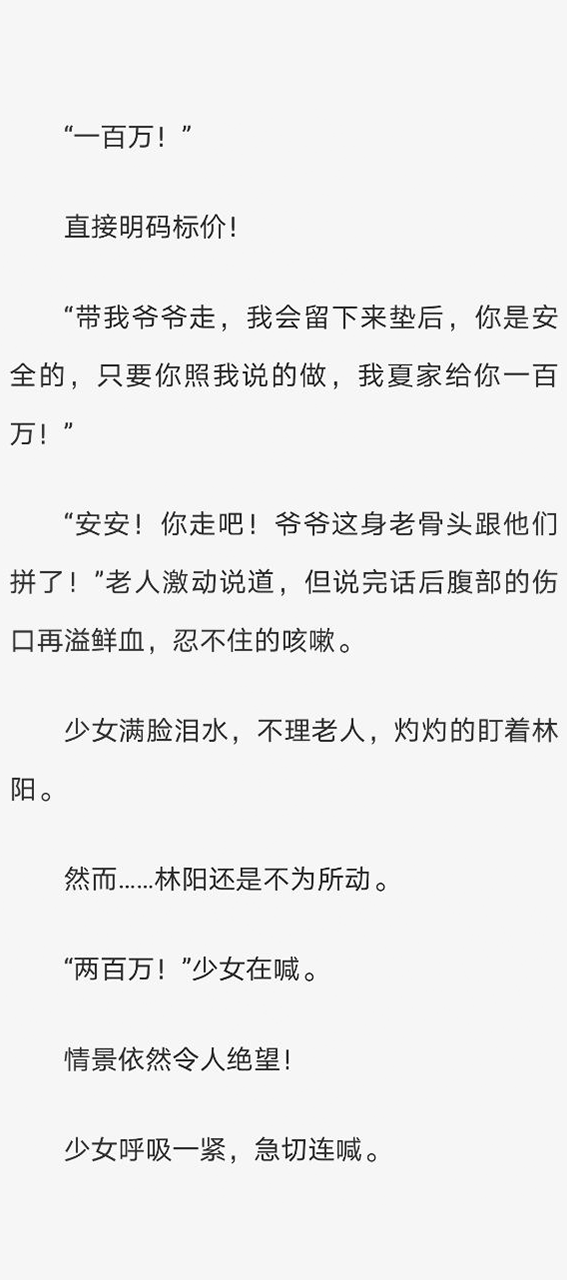 “一百万！”
直接明码标价！
“带我爷爷走，我会留下来垫后，你是安
全的，只要你照我说的做，我夏家给你一百
万！”
“安安！你走吧！爷爷这身老骨头跟他们
拼了！”老人激动说道，但说完话后腹部的伤
口再溢鲜血，忍不住的咳嗽。
少女满脸泪水，不理老人，灼灼的盯着林
阳。
然而……林阳还是不为所动。
“两百万！”少女在喊。
情景依然令人绝望！
少女呼吸一紧，急切连喊。